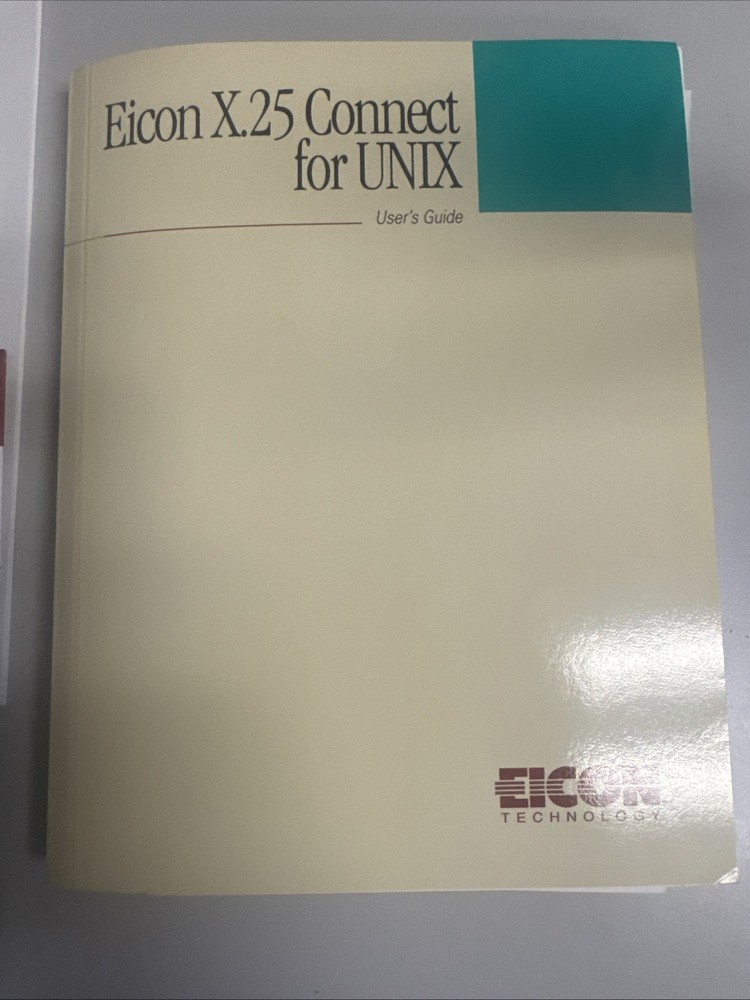 Eicon X.25 Connect
for UNIX
User's Guide
EICON
TECHNOLOGY